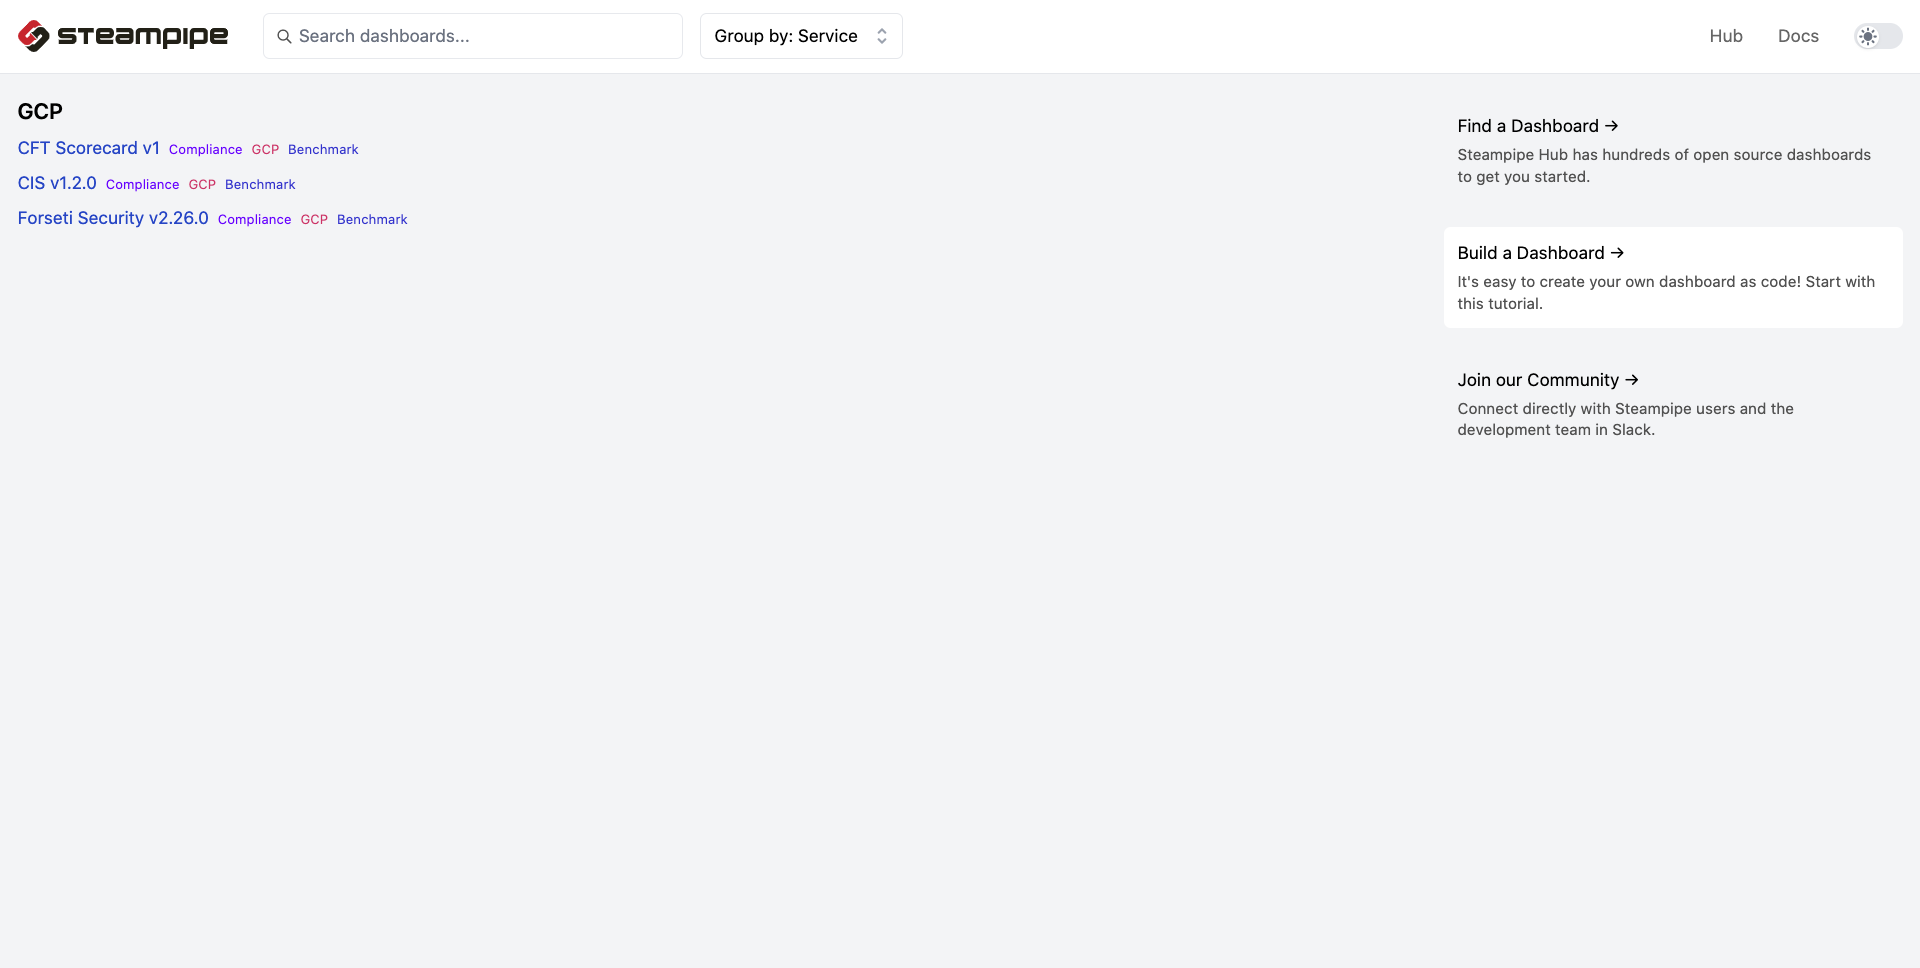 steampipe
Search dashboards...
Group by: Service
Hub
Docs
GCP
CFT Scorecard v1 Compliance GCP Benchmark
CIS v1.2.0 Compliance GCP Benchmark
Forseti Security v2.26.0 Compliance GCP Benchmark
Find a Dashboard →
Steampipe Hub has hundreds of open source dashboards
to get you started.
Build a Dashboard →
It's easy to create your own dashboard as code! Start with
this tutorial.
Join our Community →
Connect directly with Steampipe users and the
development team in Slack.